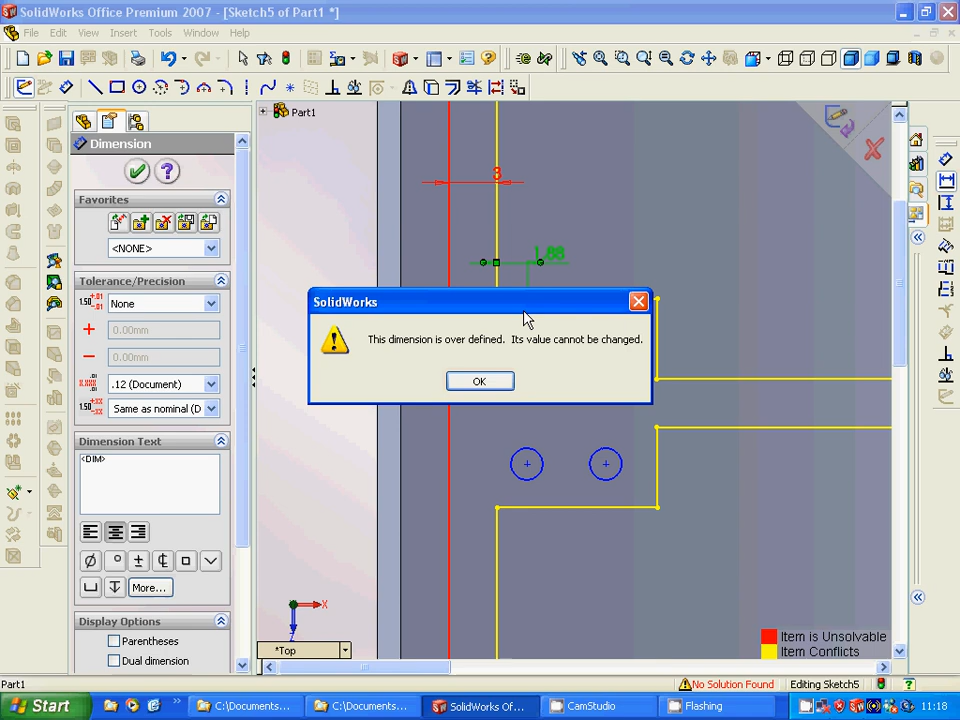 SolidWorks Office Premium 2007 - [Sketch5 of Part1 *]
File Edit View Insert Tools Window Help
Part1
Dimension
Favorites
<NONE>
Tolerance/Precision
None
0.00mm
0.00mm
.12 (Document)
Same as nominal (D
Dimension Text
<DIM>
More...
Display Options
Parentheses
Dual dimension
3
1.88
SolidWorks
This dimension is over defined. Its value cannot be changed.
OK
X
*Top
Item is Unsolvable
Item Conflicts
Part1
No Solution Found
Editing Sketch5
Start
C:\Documents...
C:\Documents...
SolidWorks Of...
CamStudio
Flashing
11:18